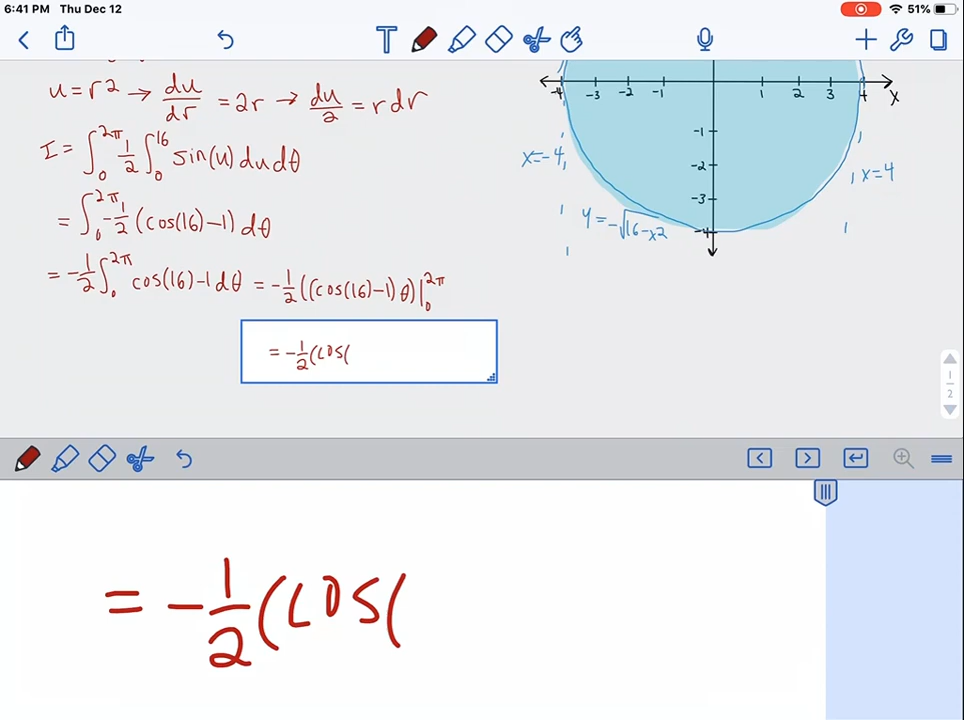 6:41 PM Thu Dec 12
51%
T
u = r² → du/dr = 2r → du/2 = r dr
I = ∫₀^2π 1/2 ∫₀^16 sin(u) du dθ
= ∫₀^2π -1/2 (cos(16)-1) dθ
= -1/2 ∫₀^2π cos(16)-1 dθ = -1/2 ((cos(16)-1) θ) |₀^2π
= -1/2 (cos(
-4 -3 -2 -1 1 2 3 4 x
-1
-2
-3
-4
x=-4
x=4
y = -√16-x²
1
2
= -1/2 (cos(